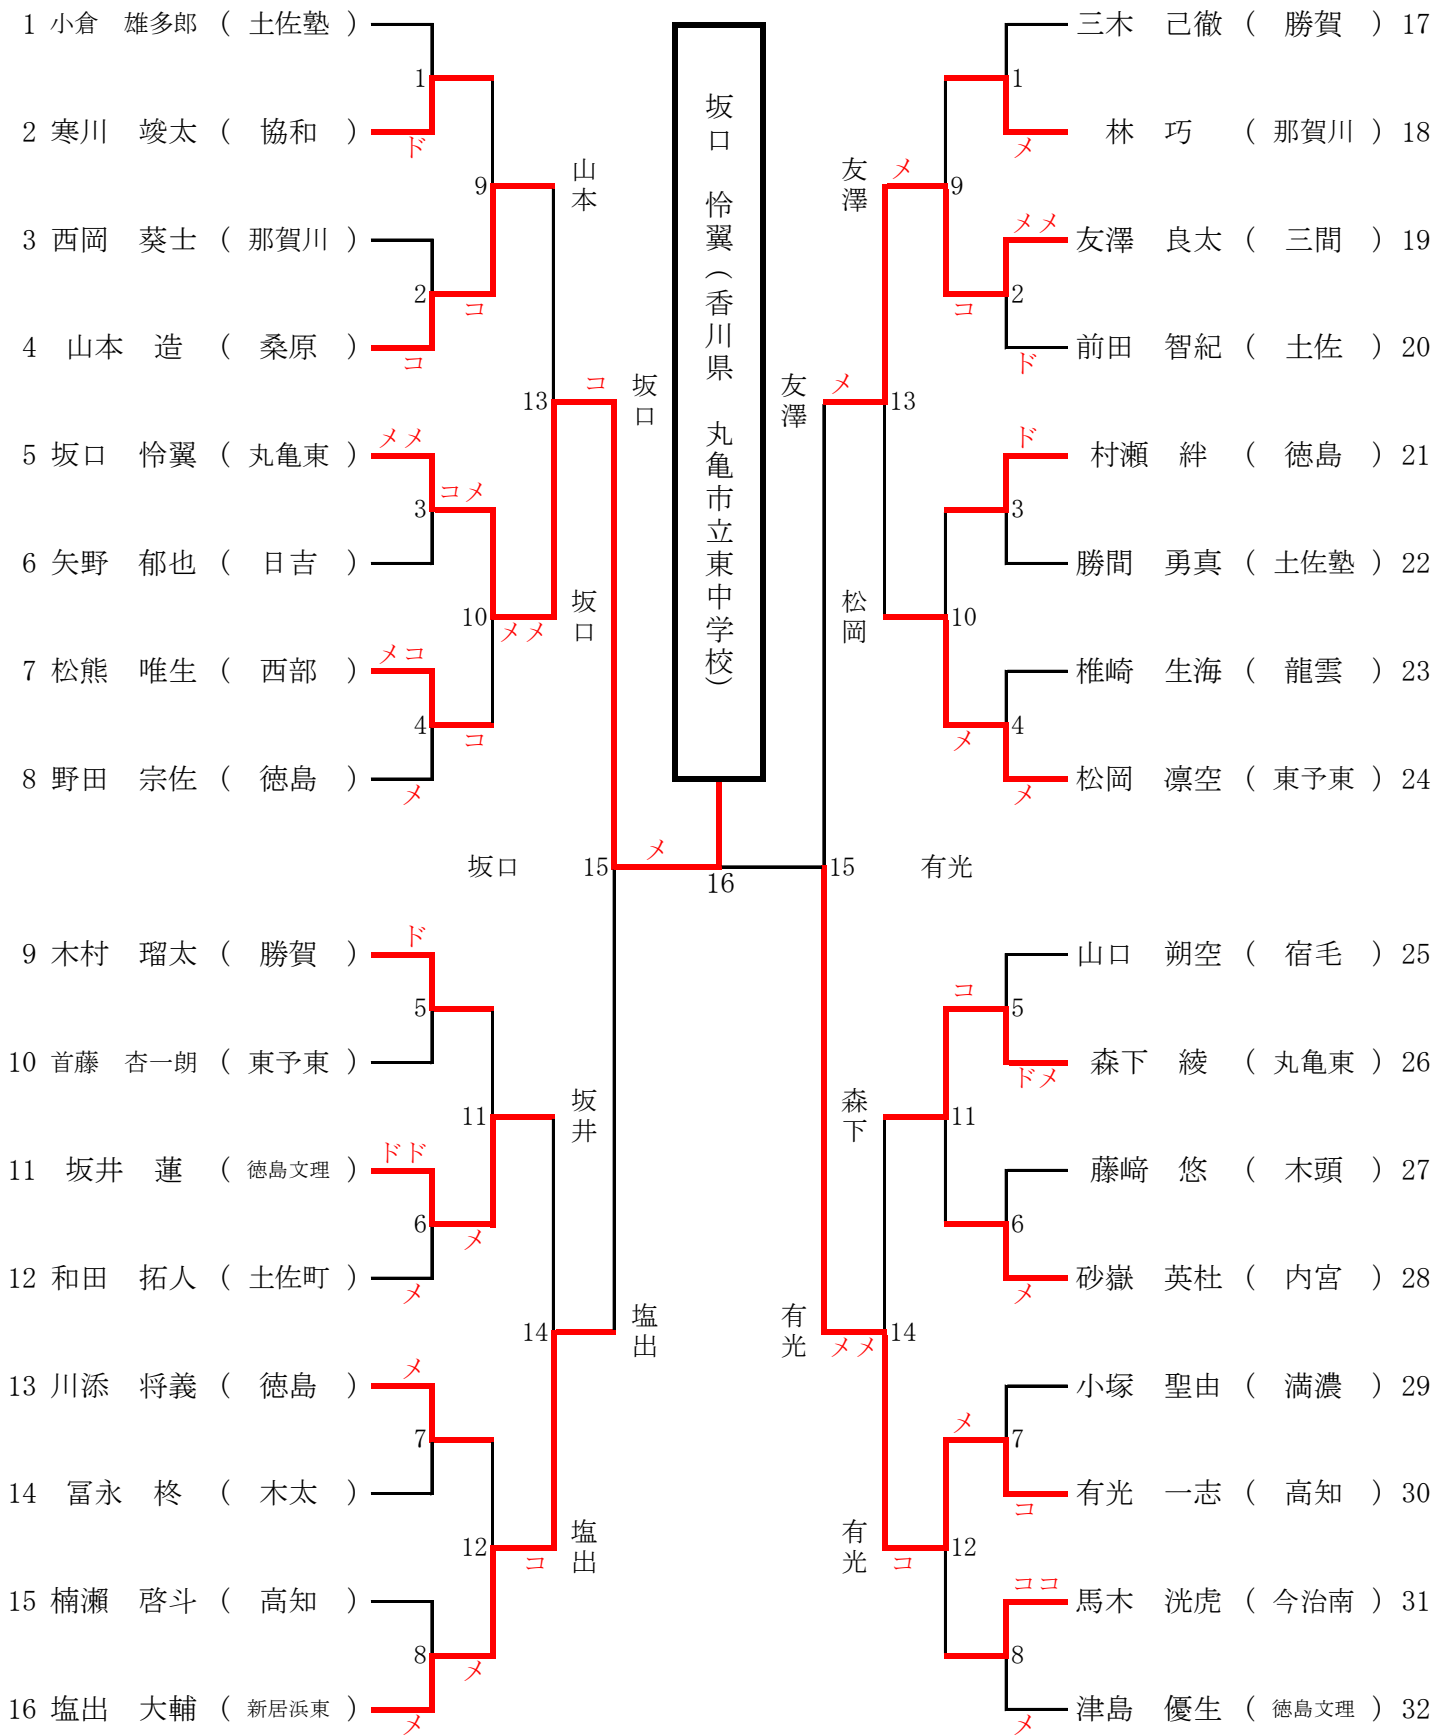 1 小倉 雄多郎 ( 土佐塾 )
1
2 寒川 竣太 ( 協和 )
ド
9
山本
3 西岡 葵士 ( 那賀川 )
2
コ
4 山本 造 ( 桑原 )
コ
13
コ
坂口
5 坂口 怜翼 ( 丸亀東 )
メメ
3
コメ
6 矢野 郁也 ( 日吉 )
10
メメ
坂口
7 松熊 唯生 ( 西部 )
メコ
4
コ
8 野田 宗佐 ( 徳島 )
メ
坂口
15
メ
16
9 木村 瑠太 ( 勝賀 )
ド
5
10 首藤 杏一朗 ( 東予東 )
11
坂井
11 坂井 蓮 ( 徳島文理 )
ドド
6
メ
12 和田 拓人 ( 土佐町 )
メ
14
塩出
13 川添 将義 ( 徳島 )
メ
7
14 冨永 柊 ( 木太 )
12
コ
塩出
15 楠瀬 啓斗 ( 高知 )
8
メ
16 塩出 大輔 ( 新居浜東 )
メ
坂口 怜翼(香川県 丸亀市立東中学校)
三木 己徹 ( 勝賀 ) 17
1
林 巧 ( 那賀川 ) 18
メ
友澤
メ
9
友澤 良太 ( 三間 ) 19
メメ
2
コ
前田 智紀 ( 土佐 ) 20
ド
友澤
メ
13
村瀬 絆 ( 徳島 ) 21
ド
3
勝間 勇真 ( 土佐塾 ) 22
松岡
10
椎崎 生海 ( 龍雲 ) 23
4
メ
松岡 凛空 ( 東予東 ) 24
メ
15
有光
山口 朔空 ( 宿毛 ) 25
コ
5
森下 綾 ( 丸亀東 ) 26
ドメ
森下
11
藤﨑 悠 ( 木頭 ) 27
6
砂嶽 英杜 ( 内宮 ) 28
メ
有光
メメ
14
小塚 聖由 ( 満濃 ) 29
メ
7
有光 一志 ( 高知 ) 30
コ
有光
コ
12
馬木 洸虎 ( 今治南 ) 31
ココ
8
津島 優生 ( 徳島文理 ) 32
メ